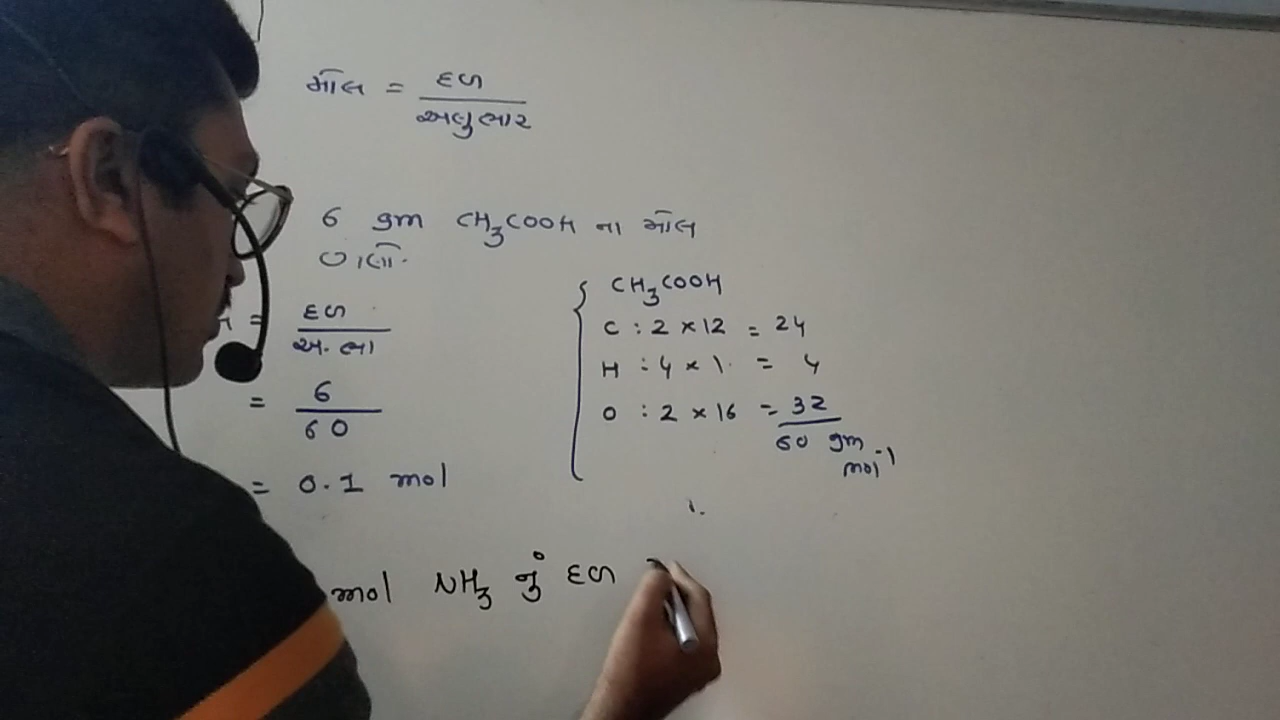 મોલ = દળ / અણુભાર
6 gm CH₃COOH ના મોલ
ગણો.
= દળ / અ. ભા
= 6 / 60
= 0.1 mol
CH₃COOH
C : 2 × 12 = 24
H : 4 × 1 = 4
O : 2 × 16 = 32
60 gm
mol⁻¹
mol NH₃ નું દળ